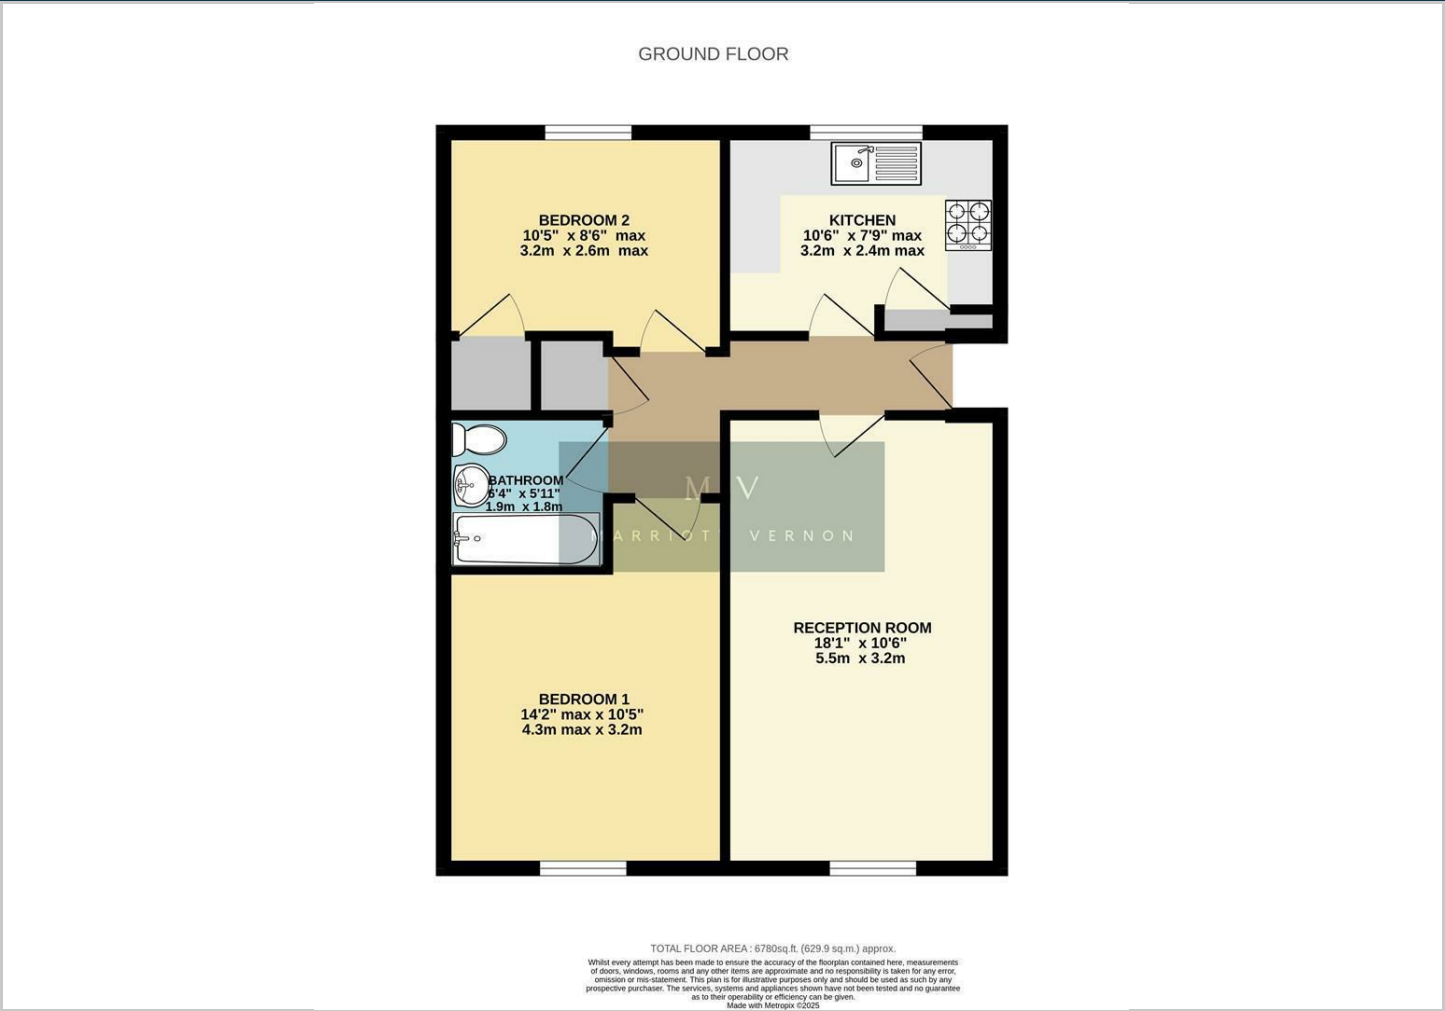 GROUND FLOOR
BEDROOM 2
10'5" x 8'6" max
3.2m x 2.6m max
KITCHEN
10'6" x 7'9" max
3.2m x 2.4m max
BATHROOM
6'4" x 5'11"
1.9m x 1.8m
M V
MARRIOTT VERNON
RECEPTION ROOM
18'1" x 10'6"
5.5m x 3.2m
BEDROOM 1
14'2" max x 10'5"
4.3m max x 3.2m
TOTAL FLOOR AREA : 6780sq.ft. (629.9 sq.m.) approx.
Whilst every attempt has been made to ensure the accuracy of the floorplan contained here, measurements
of doors, windows, rooms and any other items are approximate and no responsibility is taken for any error,
omission or mis-statement. This plan is for illustrative purposes only and should be used as such by any
prospective purchaser. The services, systems and appliances shown have not been tested and no guarantee
as to their operability or efficiency can be given.
Made with Metropix ©2025